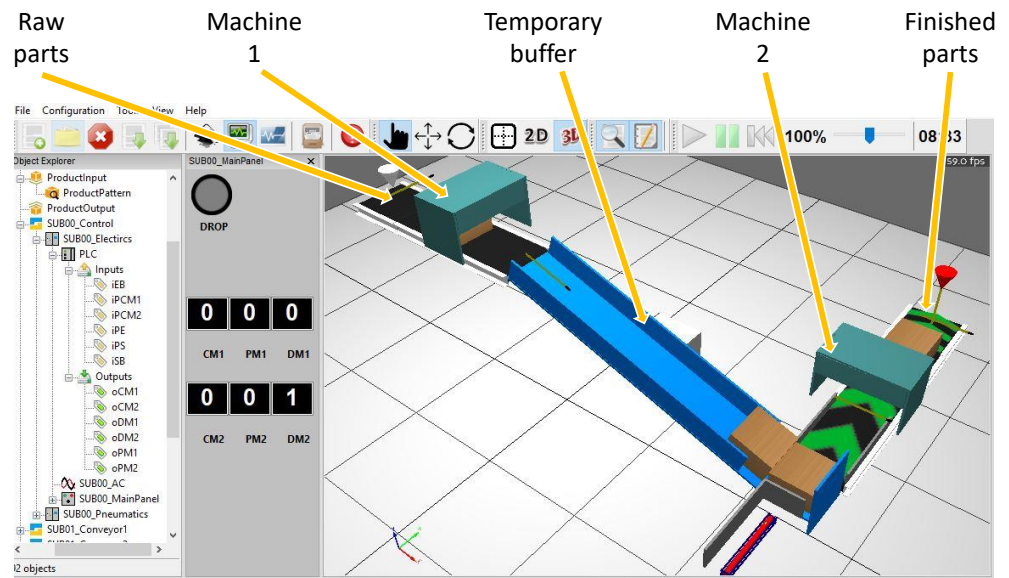 Raw
parts
Machine
1
Temporary
buffer
Machine
2
Finished
parts
File Configuration View Help
2D 3D 100%
59.0 fps
Object Explorer
ProductInput
ProductPattern
ProductOutput
SUB00_Control
SUB00_Electircs
PLC
Inputs
iEB
iPCM1
iPCM2
iPE
iPS
iSB
Outputs
oCM1
oCM2
oDM1
oDM2
oPM1
oPM2
SUB00_AC
SUB00_MainPanel
SUB00_Pneumatics
SUB01_Conveyor1
objects
SUB00_MainPanel x
DROP
0 0 0
CM1 PM1 DM1
0 0 1
CM2 PM2 DM2